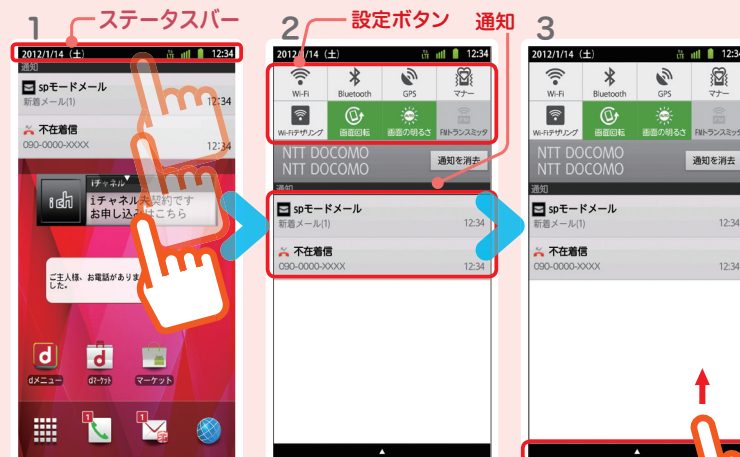 1
ステータスバー
2012/1/14（土）
12:34
通知
spモードメール
新着メール(1)
12:34
不在着信
090-0000-XXXX
12:34
iチャネル
i ch
iチャネル未契約です
お申し込みはこちら
ご主人様、お電話がありま
した。
dメニュー
dマーケット
マーケット
1
1
2
設定ボタン
通知
2012/1/14（土）
12:34
Wi-Fi
Bluetooth
GPS
マナー
Wi-Fiテザリング
画面回転
画面の明るさ
FMトランスミッタ
NTT DOCOMO
NTT DOCOMO
通知を消去
通知
spモードメール
新着メール(1)
12:34
不在着信
090-0000-XXXX
12:34
3
2012/1/14（土）
12:34
Wi-Fi
Bluetooth
GPS
マナー
Wi-Fiテザリング
画面回転
画面の明るさ
FMトランスミッタ
NTT DOCOMO
NTT DOCOMO
通知を消去
通知
spモードメール
新着メール(1)
12:34
不在着信
090-0000-XXXX
12:34